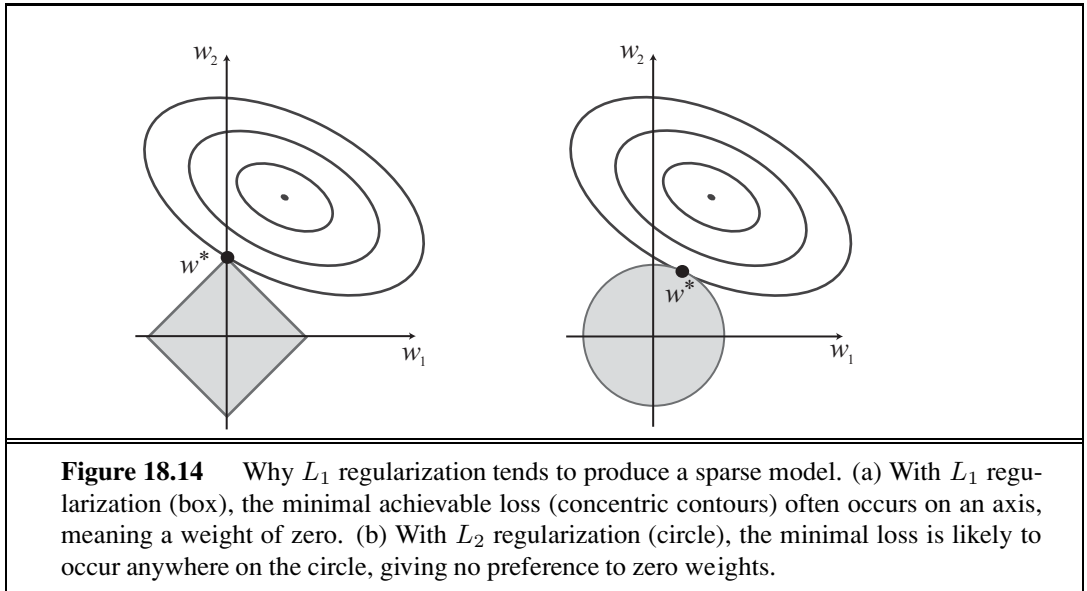 w₂
w*
w₁
w₂
w*
w₁
Figure 18.14 Why L₁ regularization tends to produce a sparse model. (a) With L₁ regu-
larization (box), the minimal achievable loss (concentric contours) often occurs on an axis,
meaning a weight of zero. (b) With L₂ regularization (circle), the minimal loss is likely to
occur anywhere on the circle, giving no preference to zero weights.